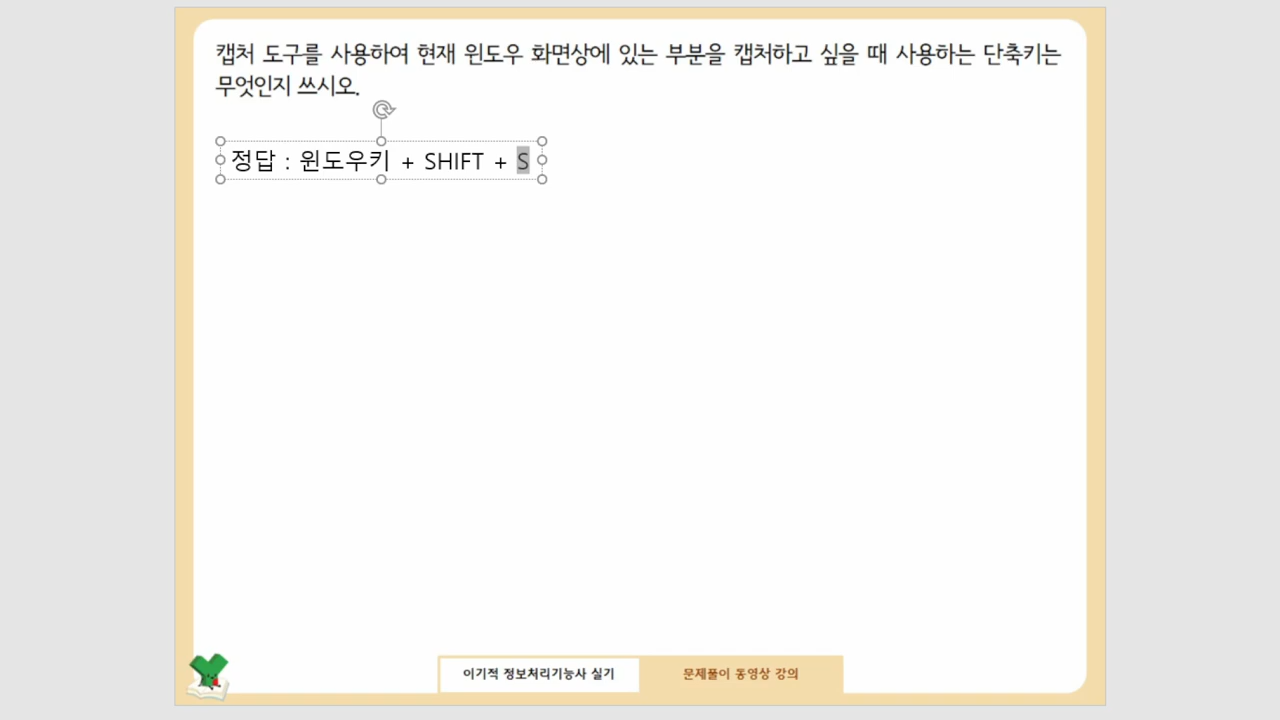 캡처 도구를 사용하여 현재 윈도우 화면상에 있는 부분을 캡처하고 싶을 때 사용하는 단축키는
무엇인지 쓰시오.
정답 : 윈도우키 + SHIFT + S
이기적 정보처리기능사 실기
문제풀이 동영상 강의